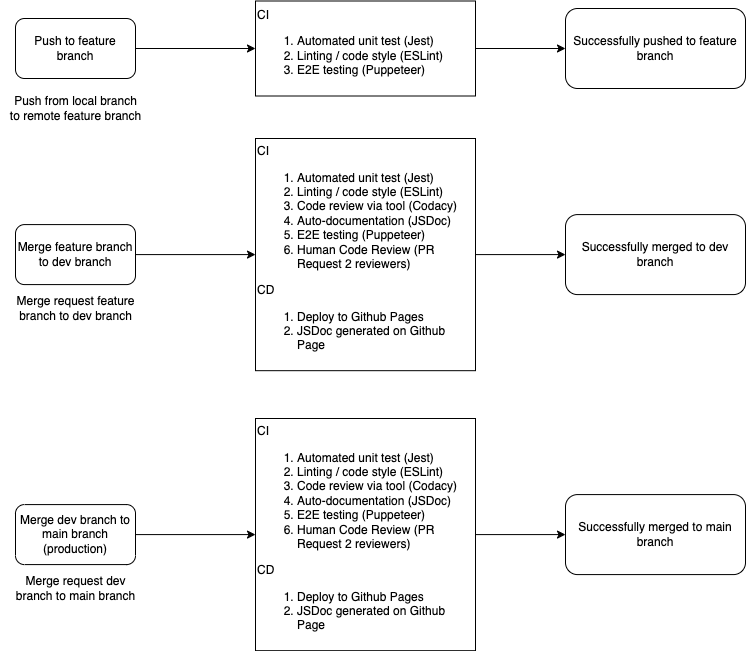 Push to feature
branch
Push from local branch
to remote feature branch
CI
1. Automated unit test (Jest)
2. Linting / code style (ESLint)
3. E2E testing (Puppeteer)
Successfully pushed to feature
branch
Merge feature branch
to dev branch
Merge request feature
branch to dev branch
CI
1. Automated unit test (Jest)
2. Linting / code style (ESLint)
3. Code review via tool (Codacy)
4. Auto-documentation (JSDoc)
5. E2E testing (Puppeteer)
6. Human Code Review (PR
Request 2 reviewers)
CD
1. Deploy to Github Pages
2. JSDoc generated on Github
Page
Successfully merged to dev
branch
Merge dev branch to
main branch
(production)
Merge request dev
branch to main branch
CI
1. Automated unit test (Jest)
2. Linting / code style (ESLint)
3. Code review via tool (Codacy)
4. Auto-documentation (JSDoc)
5. E2E testing (Puppeteer)
6. Human Code Review (PR
Request 2 reviewers)
CD
1. Deploy to Github Pages
2. JSDoc generated on Github
Page
Successfully merged to main
branch